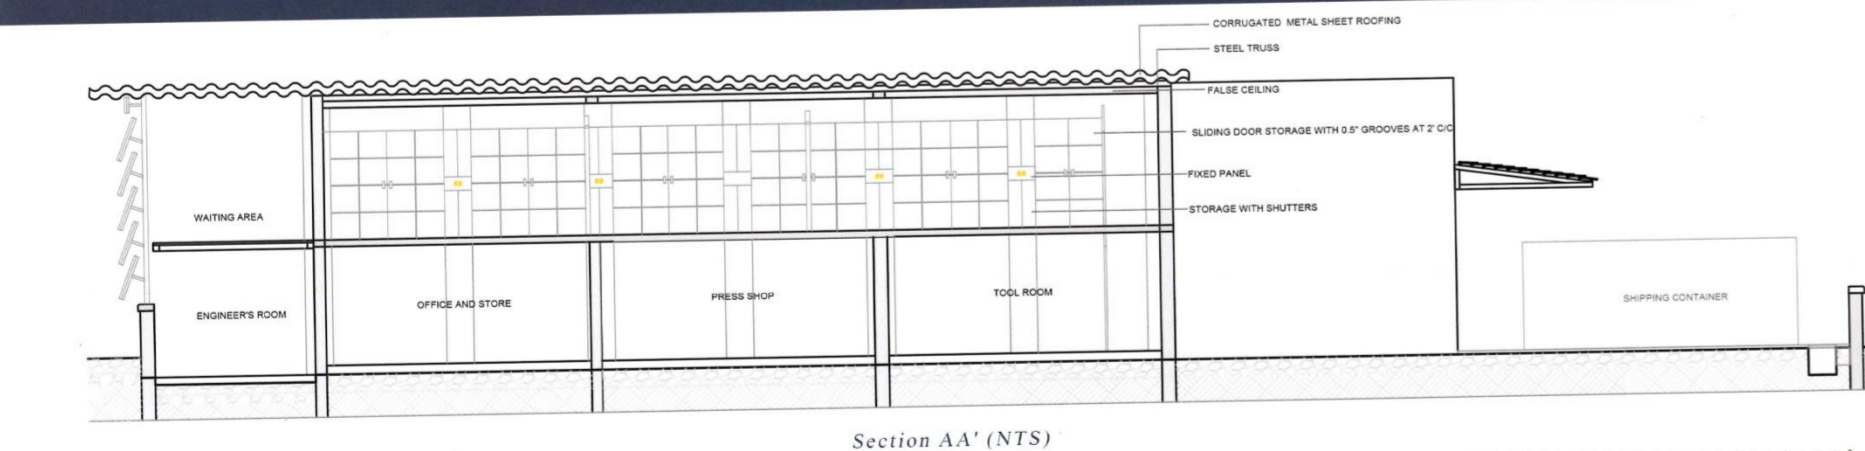 CORRUGATED METAL SHEET ROOFING
STEEL TRUSS
FALSE CEILING
SLIDING DOOR STORAGE WITH 0.5" GROOVES AT 2' C/C
FIXED PANEL
STORAGE WITH SHUTTERS
WAITING AREA
ENGINEER'S ROOM
OFFICE AND STORE
PRESS SHOP
TOOL ROOM
SHIPPING CONTAINER
Section AA' (NTS)